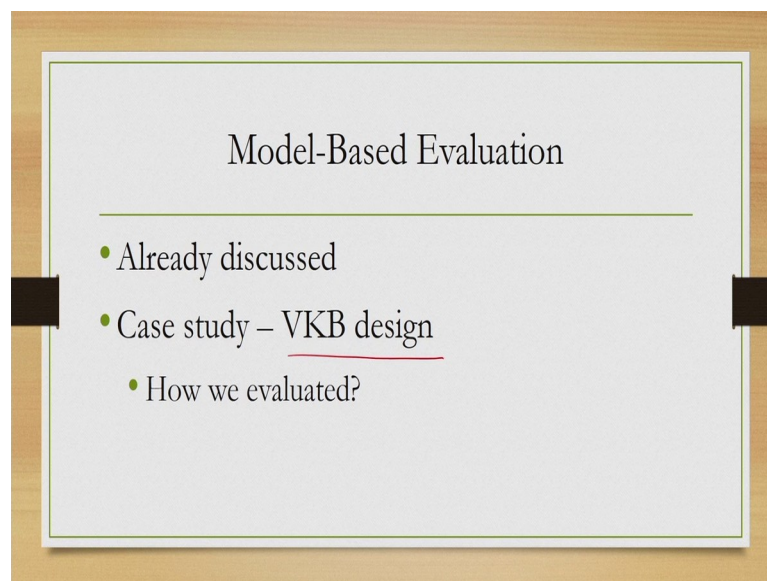 Model-Based Evaluation
Already discussed
Case study – VKB design
How we evaluated?